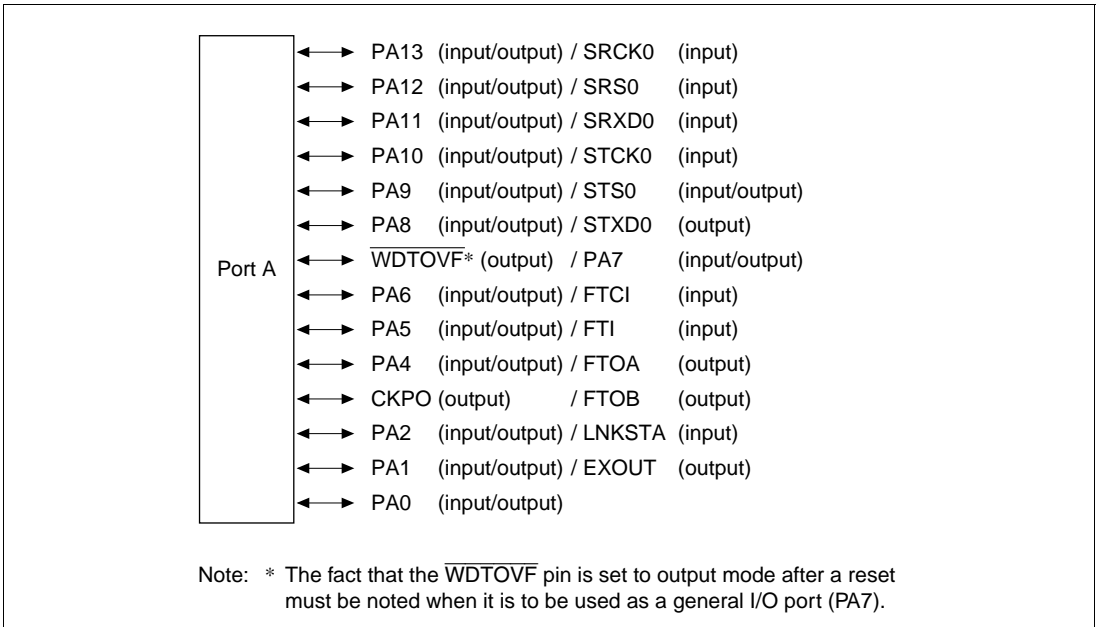 PA13 (input/output) / SRCK0 (input)
PA12 (input/output) / SRS0 (input)
PA11 (input/output) / SRXD0 (input)
PA10 (input/output) / STCK0 (input)
PA9 (input/output) / STS0 (input/output)
PA8 (input/output) / STXD0 (output)
Port A
WDTOVF* (output) / PA7 (input/output)
PA6 (input/output) / FTCI (input)
PA5 (input/output) / FTI (input)
PA4 (input/output) / FTOA (output)
CKPO (output) / FTOB (output)
PA2 (input/output) / LNKSTA (input)
PA1 (input/output) / EXOUT (output)
PA0 (input/output)
Note: * The fact that the WDTOVF pin is set to output mode after a reset
must be noted when it is to be used as a general I/O port (PA7).